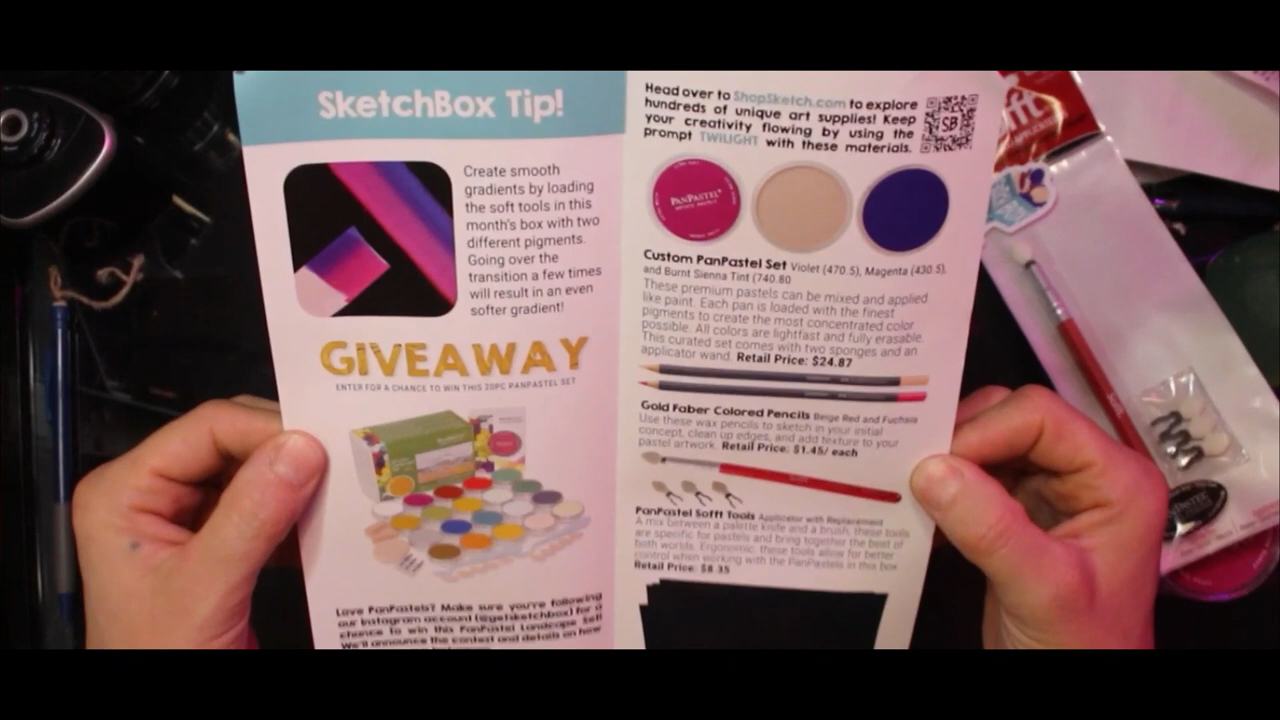 SketchBox Tip!
Create smooth
gradients by loading
the soft tools in this
month's box with two
different pigments.
Going over the
transition a few times
will result in an even
softer gradient!
GIVEAWAY
ENTER FOR A CHANCE TO WIN THIS 20PC PANPASTEL SET
Love PanPastels? Make sure you're following
our Instagram account (@getsketchbox) for a
chance to win this PanPastel Landscape Set!
We'll announce the contest and details on how
Head over to ShopSketch.com to explore
hundreds of unique art supplies! Keep
your creativity flowing by using the
prompt TWILIGHT with these materials.
SB
PANPASTEL
Custom PanPastel Set Violet (470.5), Magenta (430.5),
and Burnt Sienna Tint (740.80
These premium pastels can be mixed and applied
like paint. Each pan is loaded with the finest
pigments to create the most concentrated color
possible. All colors are lightfast and fully erasable.
This curated set comes with two sponges and an
applicator wand. Retail Price: $24.87
Gold Faber Colored Pencils Beige Red and Fuchsia
Use these wax pencils to sketch in your initial
concept, clean up edges, and add texture to your
pastel artwork. Retail Price: $1.45/ each
PanPastel Sofft Tools Applicator with Replacement
A mix between a palette knife and a brush, these tools
are specific for pastels and bring together the best of
both worlds. Ergonomic, these tools allow for better
control when working with the PanPastels in this box
Retail Price: $8.35